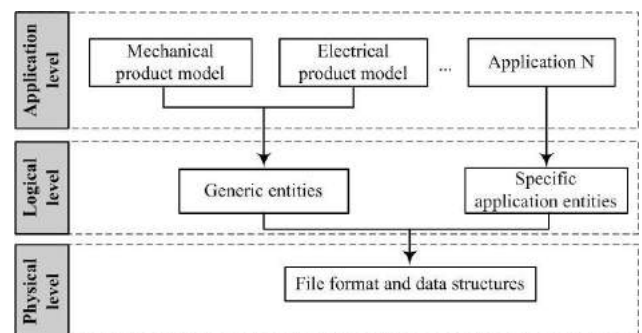 Application
level
Mechanical
product model
Electrical
product model
...
Application N
Logical
level
Generic entities
Specific
application entities
Physical
level
File format and data structures